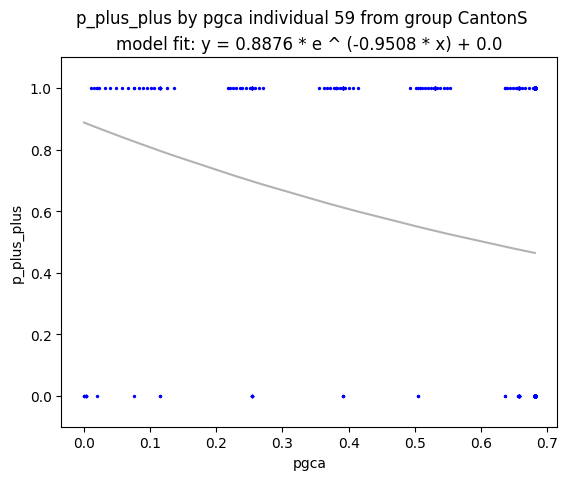 p_plus_plus by pgca individual 59 from group CantonS
model fit: y = 0.8876 * e ^ (-0.9508 * x) + 0.0
1.0
0.8
0.6
0.4
0.2
0.0
p_plus_plus
0.0 0.1 0.2 0.3 0.4 0.5 0.6 0.7
pgca